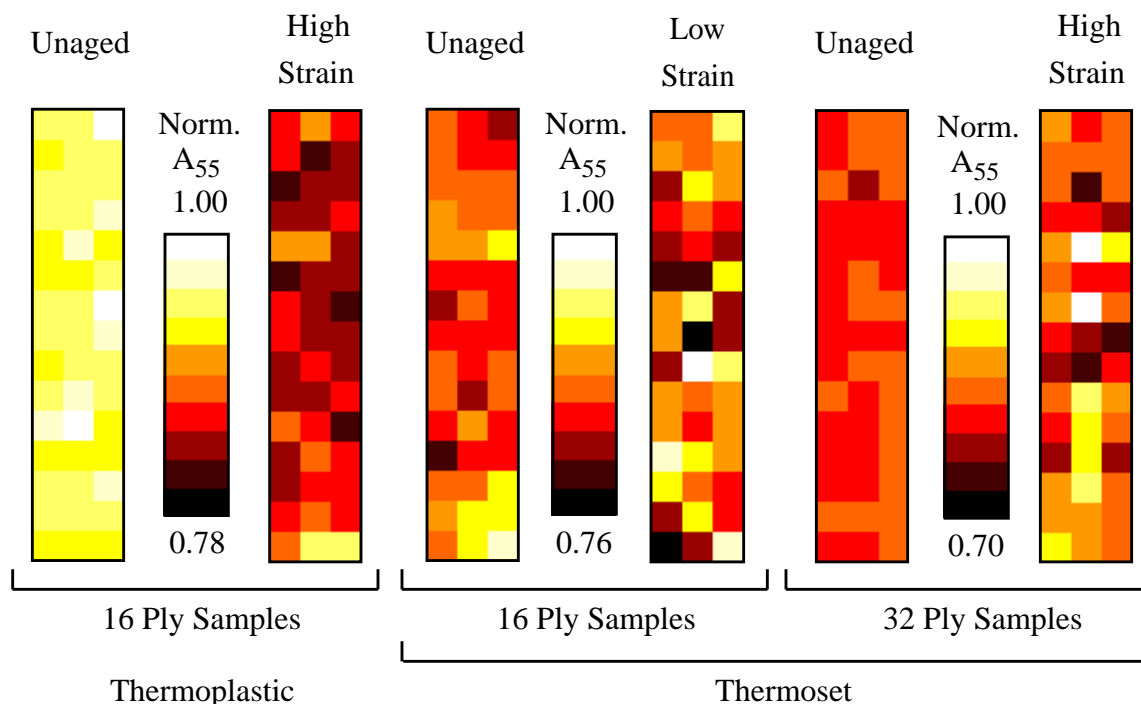 Unaged
High
Strain
Unaged
Low
Strain
Unaged
High
Strain
Norm.
A55
1.00
0.78
Norm.
A55
1.00
0.76
Norm.
A55
1.00
0.70
16 Ply Samples
16 Ply Samples
32 Ply Samples
Thermoplastic
Thermoset